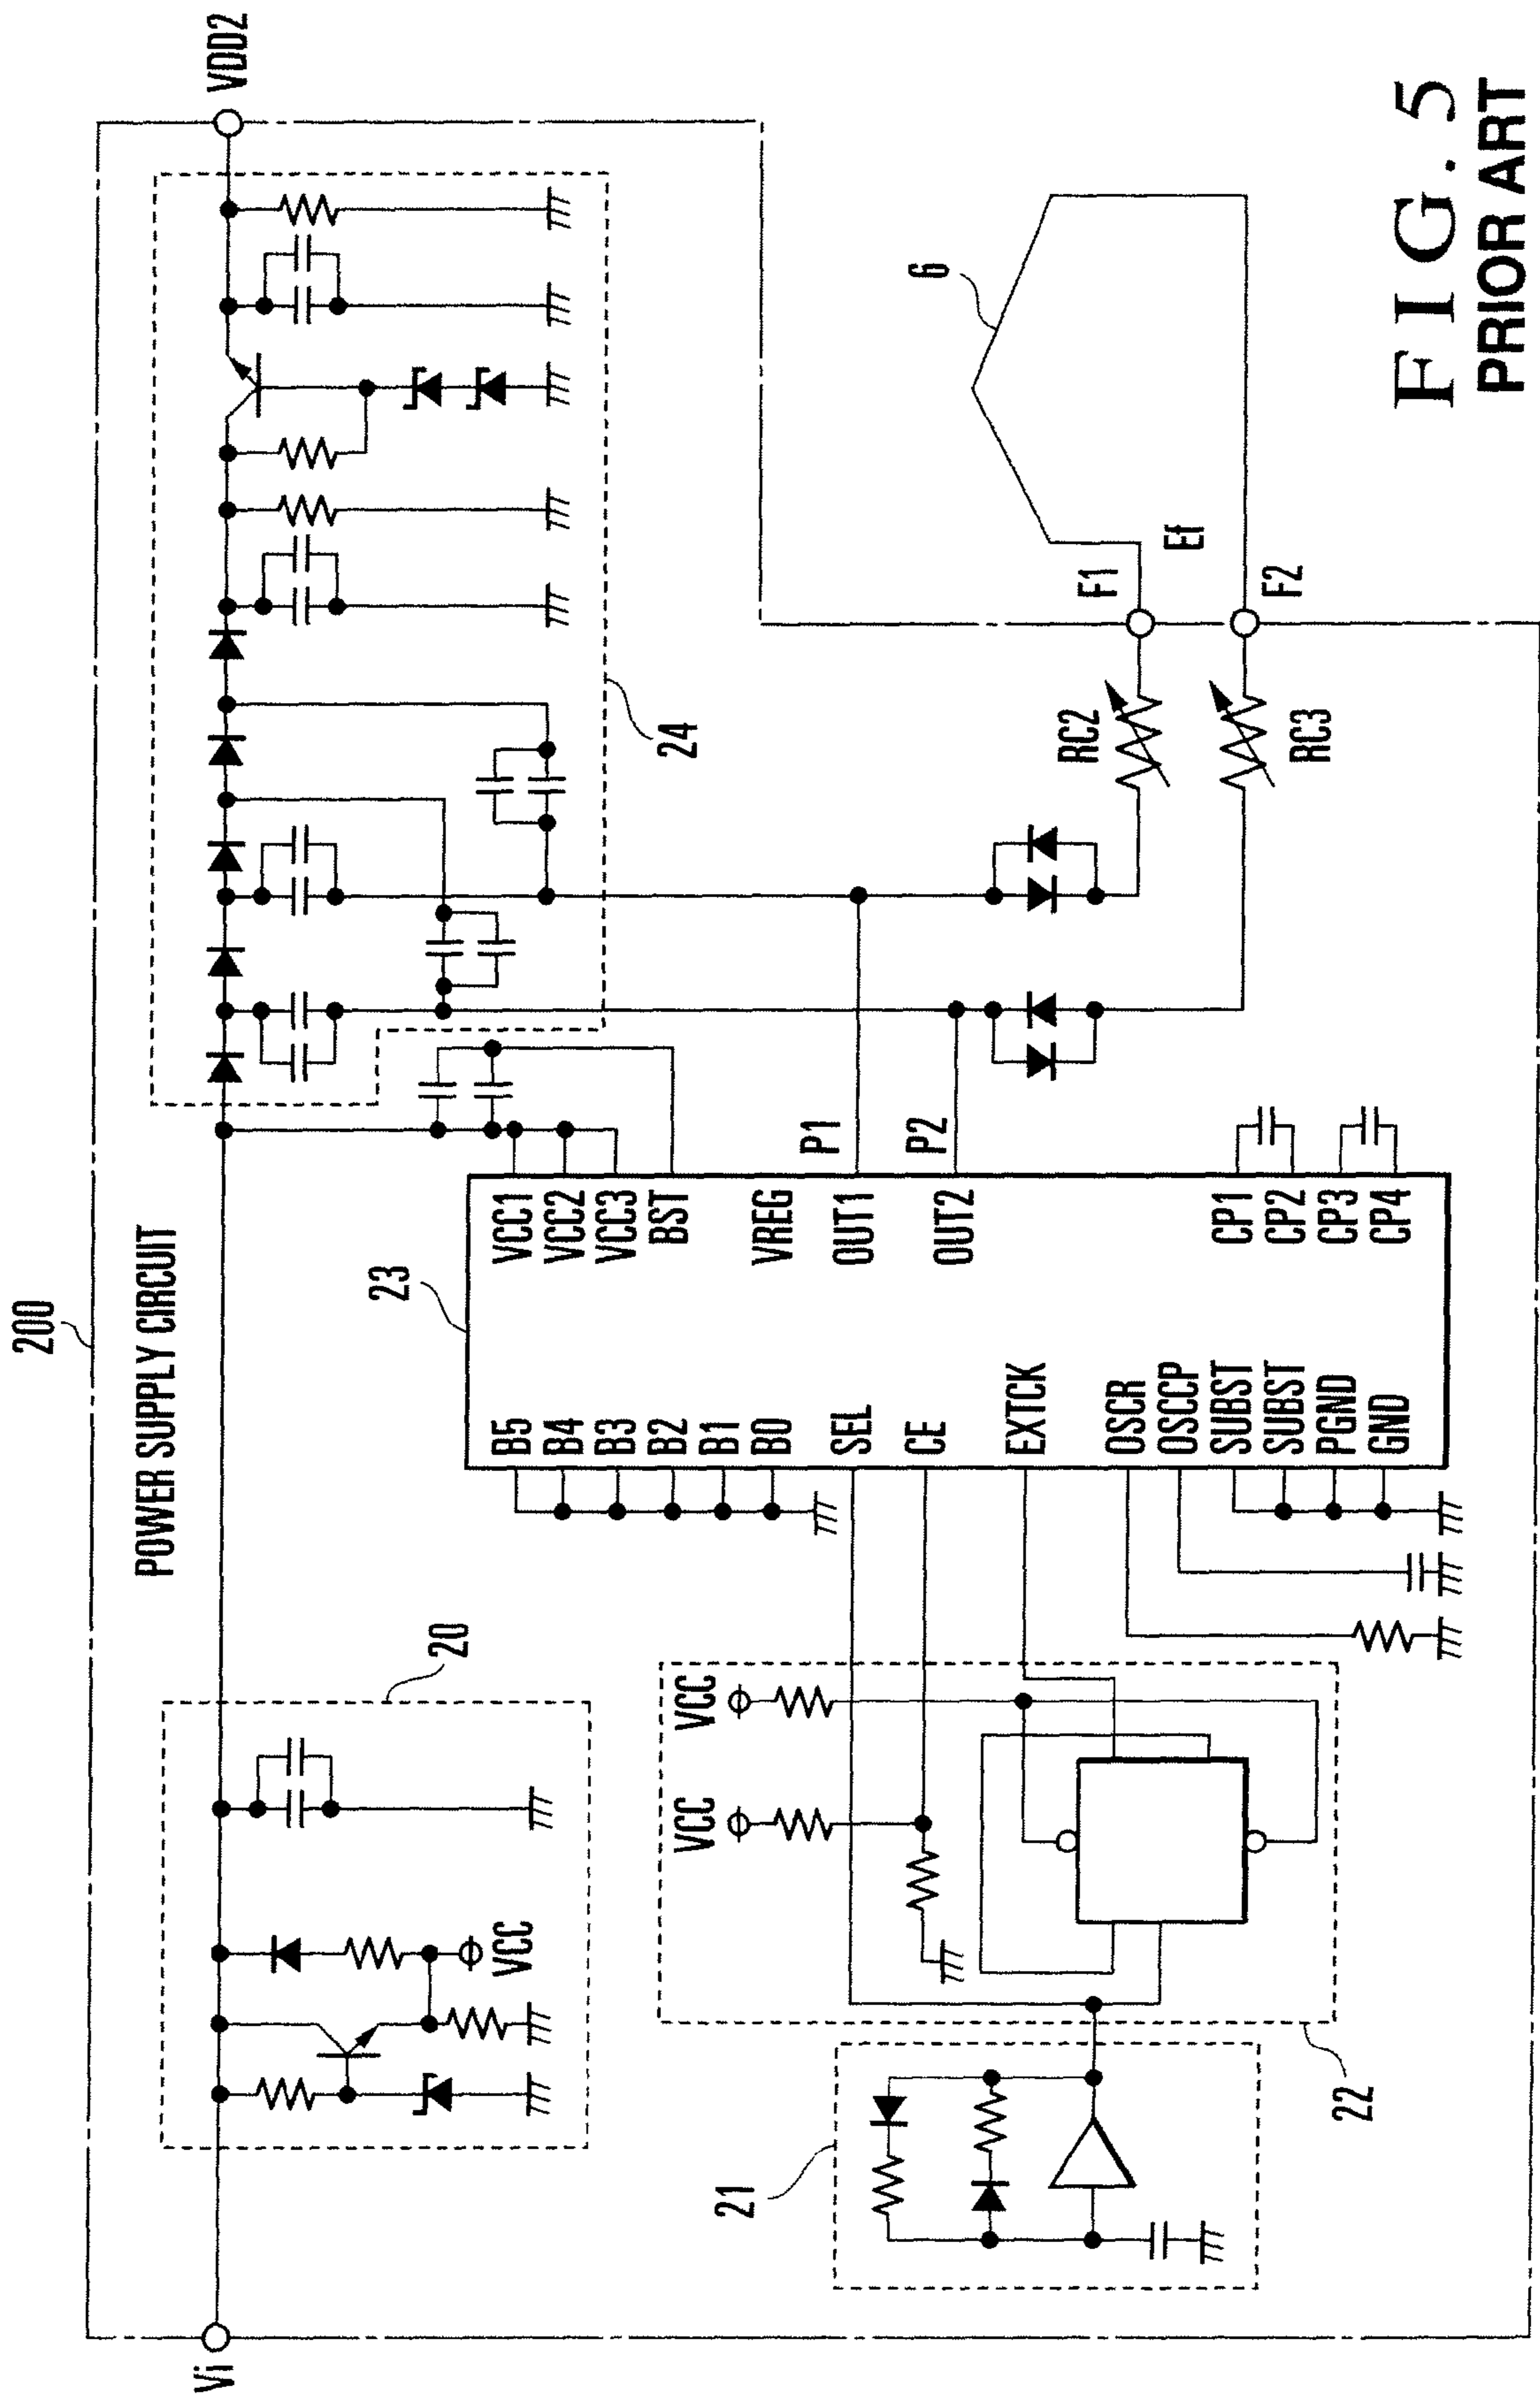 200
POWER SUPPLY CIRCUIT
Vi
VDD2
20
VCC
23
VCC1
VCC2
VCC3
BST
VREG
OUT1
OUT2
CP1
CP2
CP3
CP4
B5
B4
B3
B2
B1
B0
SEL
CE
EXTCK
OSCR
OSCCP
SUBST
SUBST
PGND
GND
P1
P2
24
21
22
VCC
VCC
RC2
RC3
F1
Ef
F2
6
FIG. 5
PRIOR ART